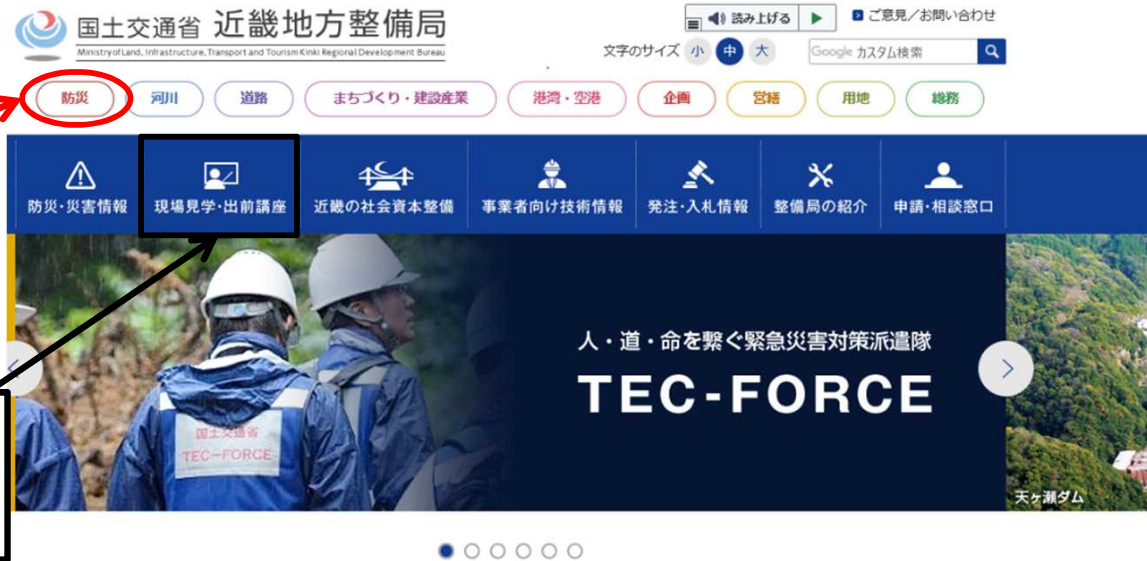 国土交通省 近畿地方整備局
Ministry of Land, Infrastructure, Transport and Tourism Kinki Regional Development Bureau
読み上げる
ご意見／お問い合わせ
文字のサイズ 小 中 大
Google カスタム検索
防災 河川 道路 まちづくり・建設産業 港湾・空港 企画 営繕 用地 総務
防災・災害情報 現場見学・出前講座 近畿の社会資本整備 事業者向け技術情報 発注・入札情報 整備局の紹介 申請・相談窓口
人・道・命を繋ぐ緊急災害対策派遣隊
TEC-FORCE
国土交通省
TEC-FORCE
天ヶ瀬ダム